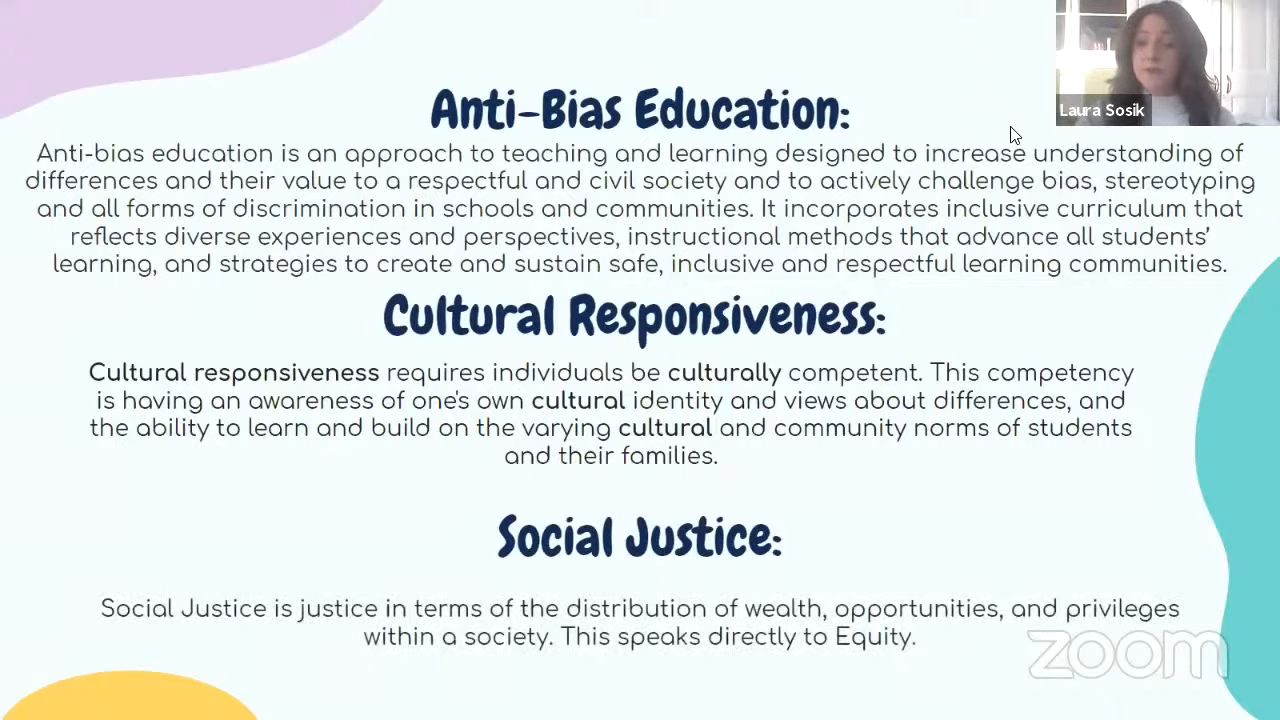 Laura Sosik
Anti-Bias Education:
Anti-bias education is an approach to teaching and learning designed to increase understanding of
differences and their value to a respectful and civil society and to actively challenge bias, stereotyping
and all forms of discrimination in schools and communities. It incorporates inclusive curriculum that
reflects diverse experiences and perspectives, instructional methods that advance all students’
learning, and strategies to create and sustain safe, inclusive and respectful learning communities.
Cultural Responsiveness:
Cultural responsiveness requires individuals be culturally competent. This competency
is having an awareness of one's own cultural identity and views about differences, and
the ability to learn and build on the varying cultural and community norms of students
and their families.
Social Justice:
Social Justice is justice in terms of the distribution of wealth, opportunities, and privileges
within a society. This speaks directly to Equity.
zoom